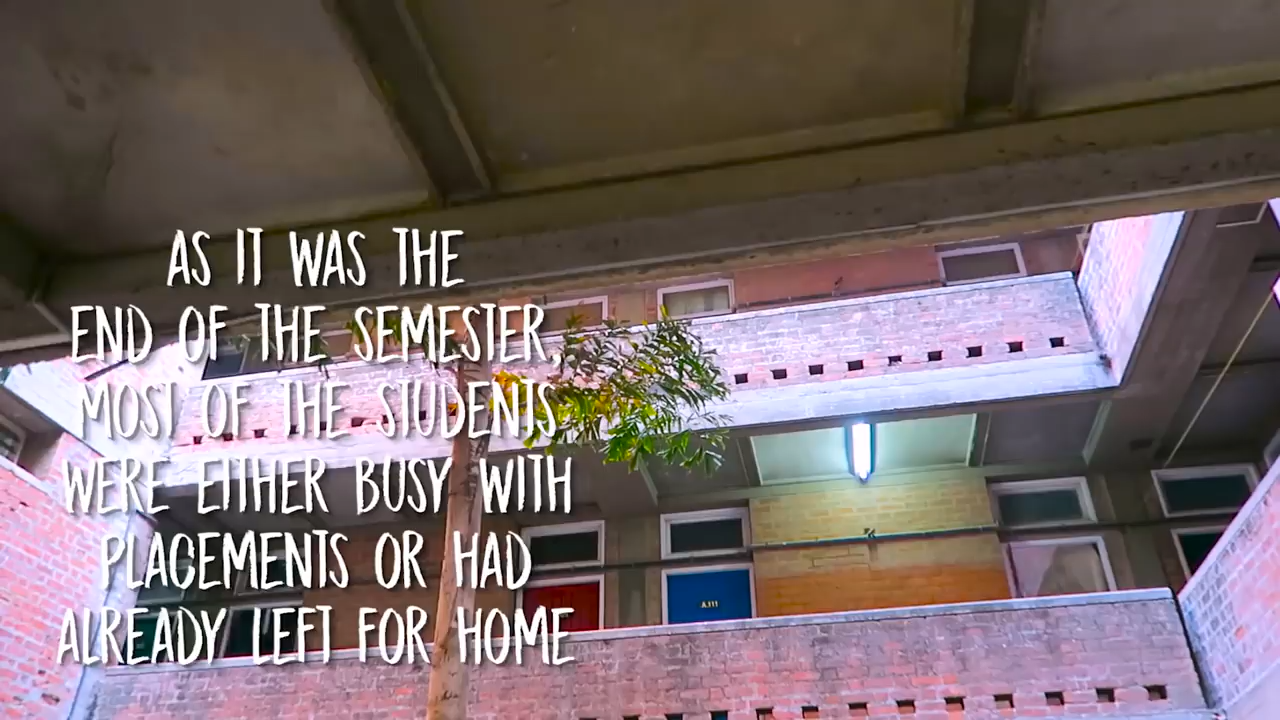 AS IT WAS THE
END OF THE SEMESTER,
MOST OF THE STUDENTS
WERE EITHER BUSY WITH
PLACEMENTS OR HAD
ALREADY LEFT FOR HOME
A311